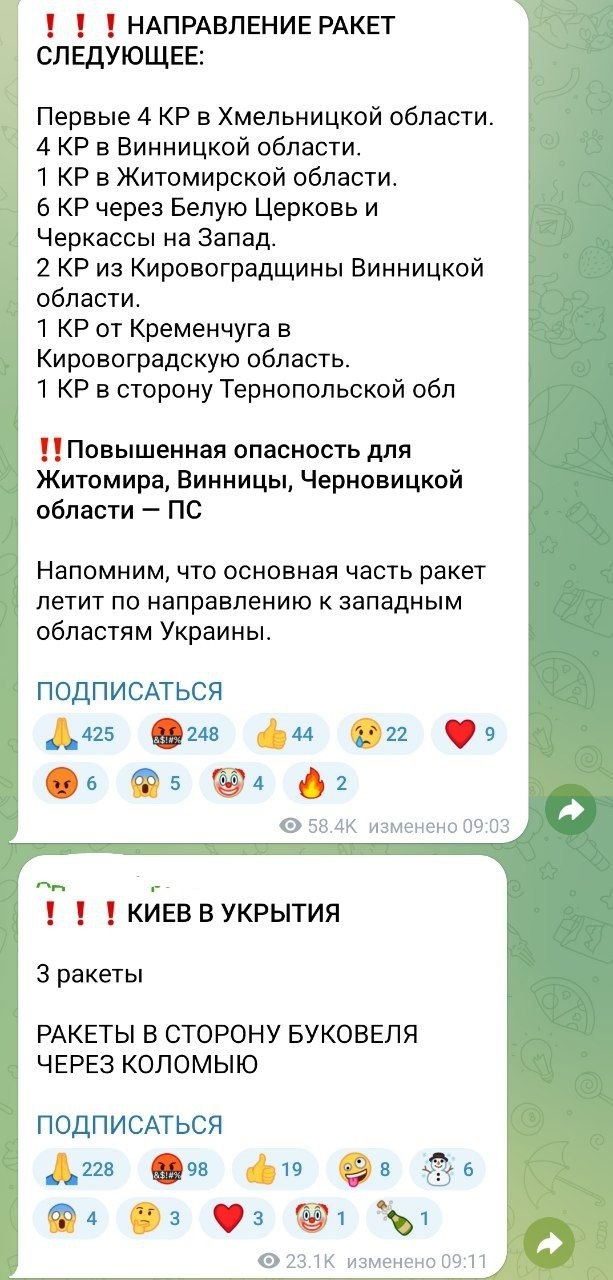 ❗❗❗НАПРАВЛЕНИЕ РАКЕТ
СЛЕДУЮЩЕЕ:
Первые 4 КР в Хмельницкой области.
4 КР в Винницкой области.
1 КР в Житомирской области.
6 КР через Белую Церковь и
Черкассы на Запад.
2 КР из Кировоградщины Винницкой
области.
1 КР от Кременчуга в
Кировоградскую область.
1 КР в сторону Тернопольской обл
‼️Повышенная опасность для
Житомира, Винницы, Черновицкой
области — ПС
Напомним, что основная часть ракет
летит по направлению к западным
областям Украины.
ПОДПИСАТЬСЯ
🙏 425 🤬 248 👍 44 😢 22 ❤️ 9
😡 6 😱 5 🤡 4 🔥 2
58.4K изменено 09:03
❗❗❗КИЕВ В УКРЫТИЯ
3 ракеты
РАКЕТЫ В СТОРОНУ БУКОВЕЛЯ
ЧЕРЕЗ КОЛОМЫЮ
ПОДПИСАТЬСЯ
🙏 228 🤬 98 👍 19 🤪 8 ☃️ 6
😱 4 🤔 3 ❤️ 3 🤡 1 🍾 1
23.1K изменено 09:11